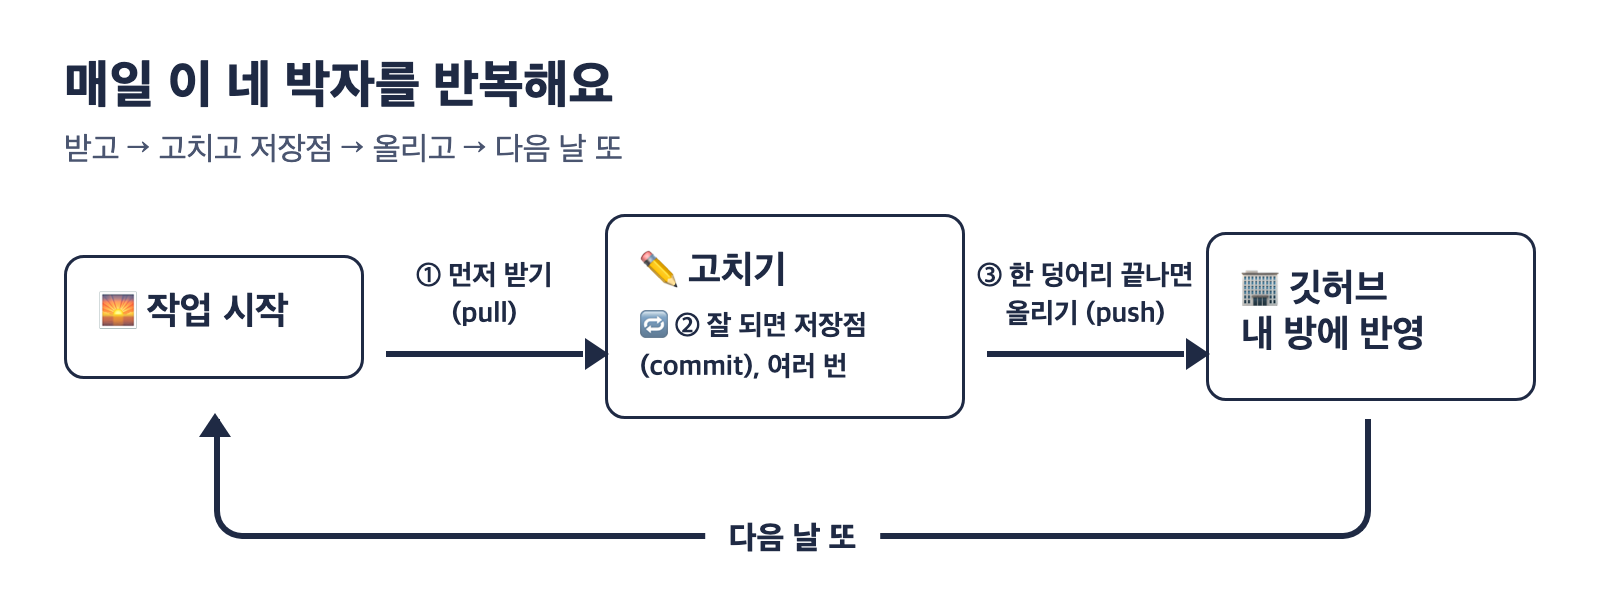 매일 이 네 박자를 반복해요
받고 → 고치고 저장점 → 올리고 → 다음 날 또
🌅 작업 시작
① 먼저 받기
(pull)
✏️ 고치기
🔁 ② 잘 되면 저장점
(commit), 여러 번
③ 한 덩어리 끝나면
올리기 (push)
🏢 깃허브
내 방에 반영
다음 날 또